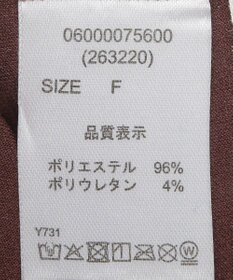 06000075600
(263220)
SIZE F
品質表示
ポリエステル 96%
ポリウレタン 4%
Y731